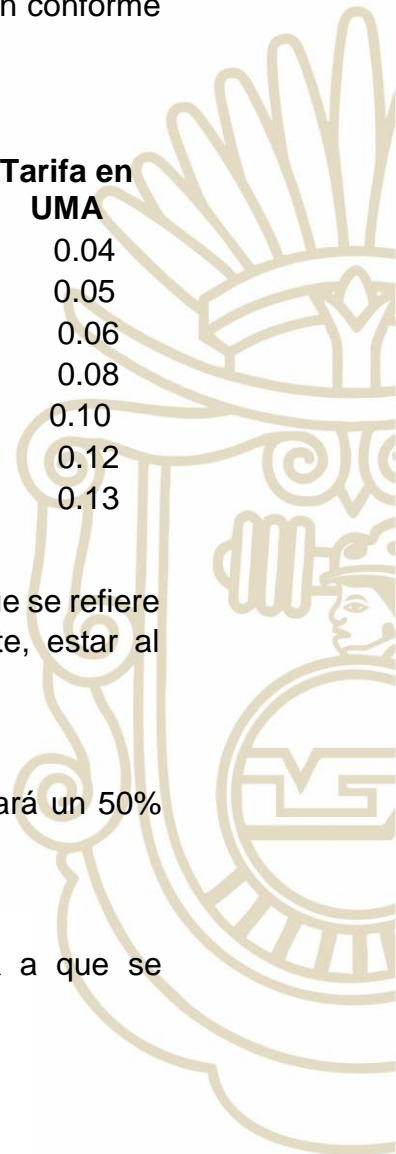 n conforme
Tarifa en
UMA
0.04
0.05
0.06
0.08
0.10
0.12
0.13
ue se refiere
te, estar al
ará un 50%
a que se